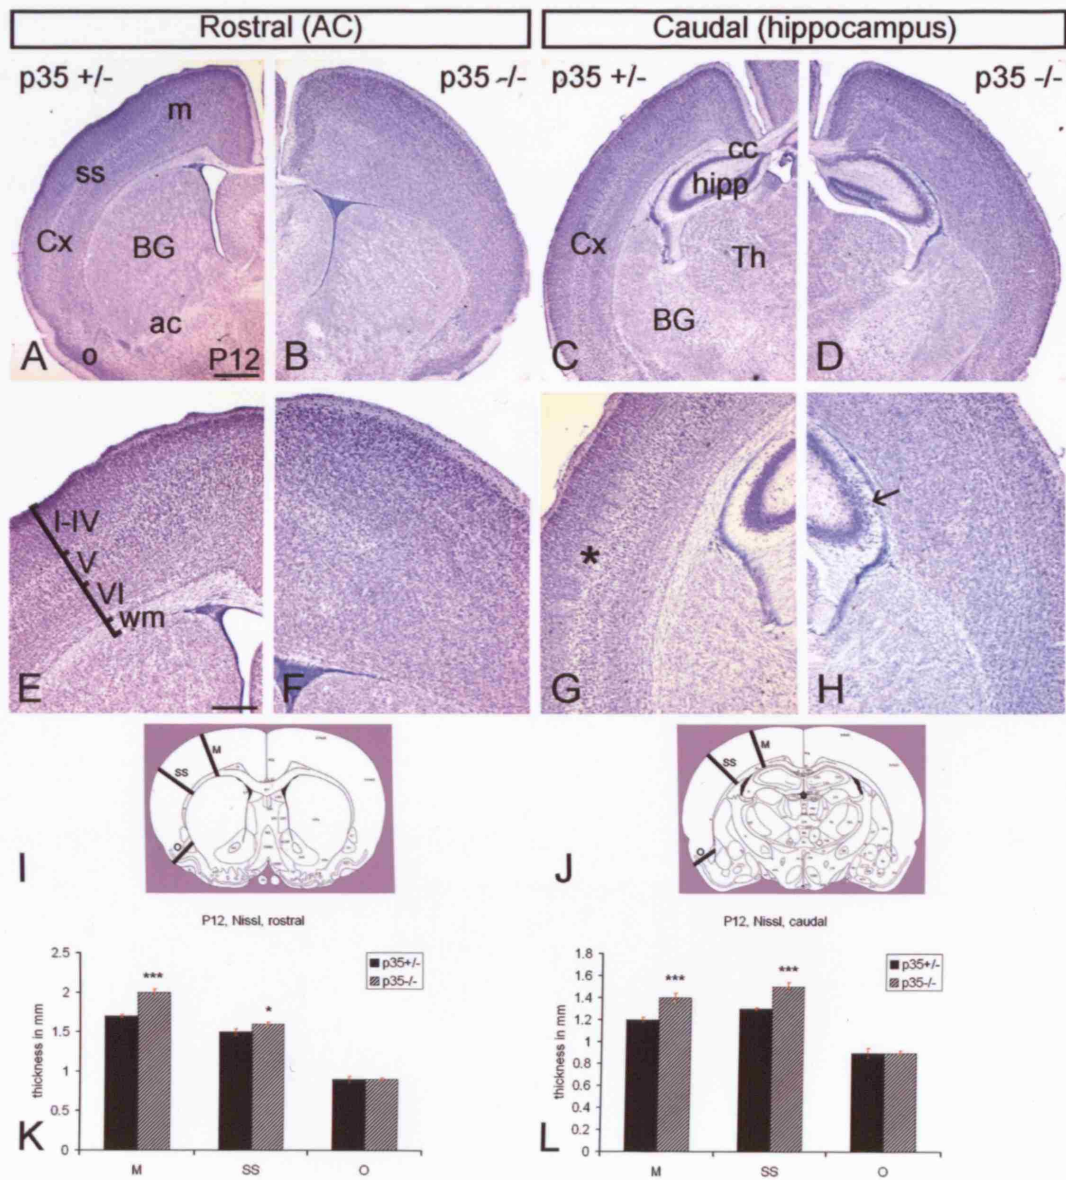 Rostral (AC)
Caudal (hippocampus)
p35 +/-
p35 -/-
p35 +/-
p35 -/-
m
ss
Cx
BG
ac
o
A
P12
B
cc
hipp
Cx
Th
BG
C
D
I-IV
V
VI
wm
E
F
*
G
H
M
SS
O
I
M
SS
O
J
P12, Nissl, rostral
P12, Nissl, caudal
thickness in mm
2.5
2
1.5
1
0.5
0
***
*
p35+/-
p35-/-
K
M SS O
thickness in mm
1.8
1.6
1.4
1.2
1
0.8
0.6
0.4
0.2
0
***
***
p35+/-
p35-/-
L
M SS O